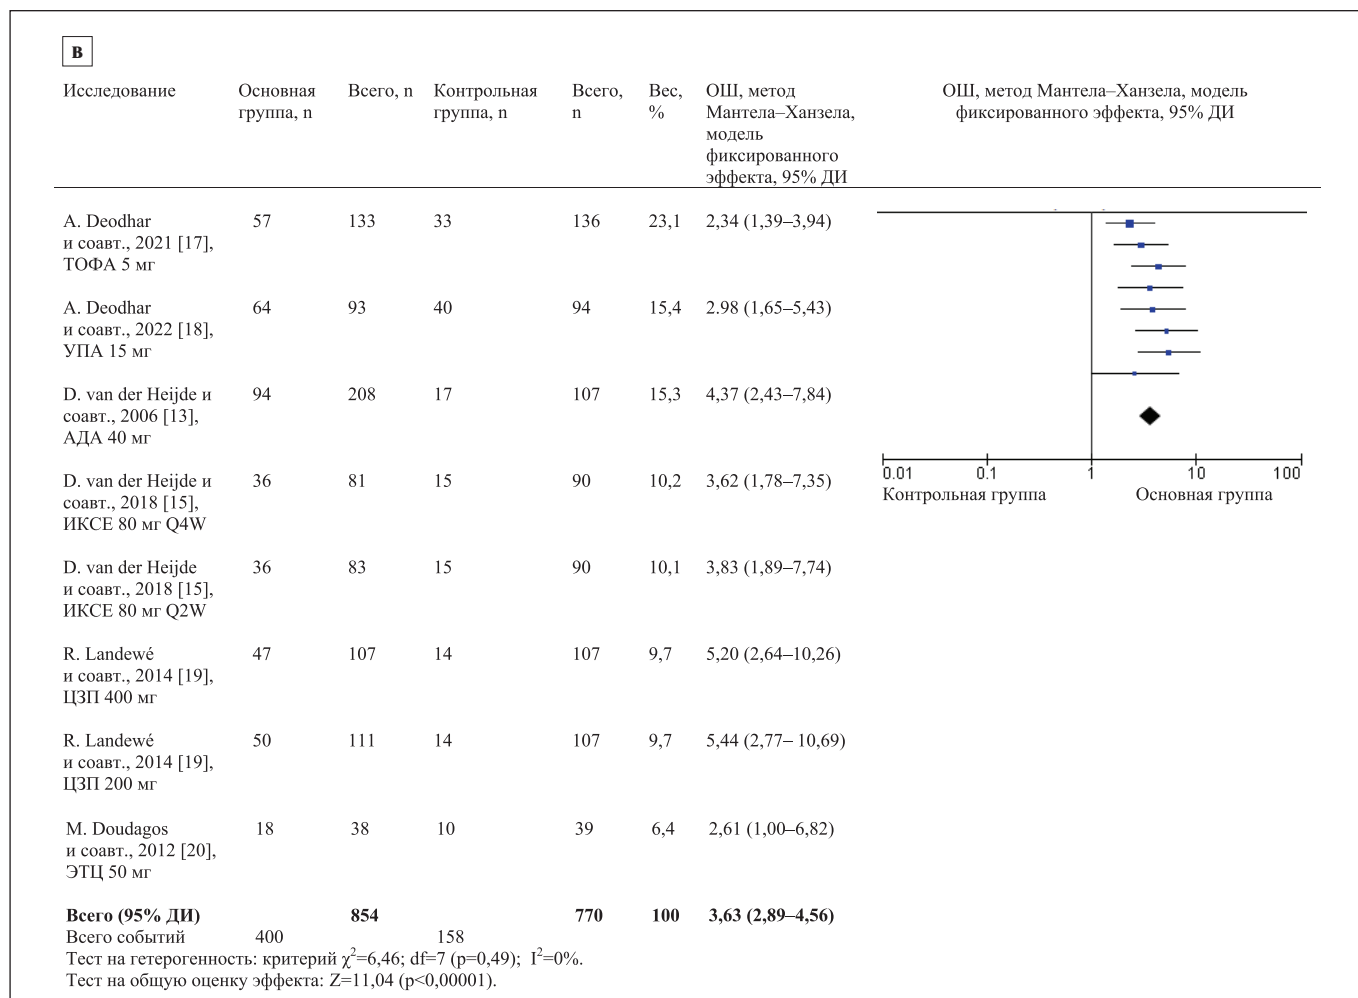 В
Исследование
Основная группа, n
Всего, n
Контрольная группа, n
Всего, n
Вес, %
ОШ, метод Мантела–Ханзела, модель фиксированного эффекта, 95% ДИ
ОШ, метод Мантела–Ханзела, модель
фиксированного эффекта, 95% ДИ
A. Deodhar 57 133 33 136 23,1 2,34 (1,39–3,94)
и соавт., 2021 [17],
ТОФА 5 мг
A. Deodhar 64 93 40 94 15,4 2.98 (1,65–5,43)
и соавт., 2022 [18],
УПА 15 мг
D. van der Heijde и 94 208 17 107 15,3 4,37 (2,43–7,84)
соавт., 2006 [13],
АДА 40 мг
D. van der Heijde и 36 81 15 90 10,2 3,62 (1,78–7,35)
соавт., 2018 [15],
ИКСЕ 80 мг Q4W
D. van der Heijde 36 83 15 90 10,1 3,83 (1,89–7,74)
и соавт., 2018 [15],
ИКСЕ 80 мг Q2W
R. Landewé 47 107 14 107 9,7 5,20 (2,64–10,26)
и соавт., 2014 [19],
ЦЗП 400 мг
R. Landewé 50 111 14 107 9,7 5,44 (2,77– 10,69)
и соавт., 2014 [19],
ЦЗП 200 мг
M. Doudagos 18 38 10 39 6,4 2,61 (1,00–6,82)
и соавт., 2012 [20],
ЭТЦ 50 мг
Всего (95% ДИ) 854 770 100 3,63 (2,89–4,56)
Всего событий 400 158
Тест на гетерогенность: критерий χ²=6,46; df=7 (p=0,49); I²=0%.
Тест на общую оценку эффекта: Z=11,04 (p<0,00001).
0.01 0.1 1 10 100
Контрольная группа Основная группа